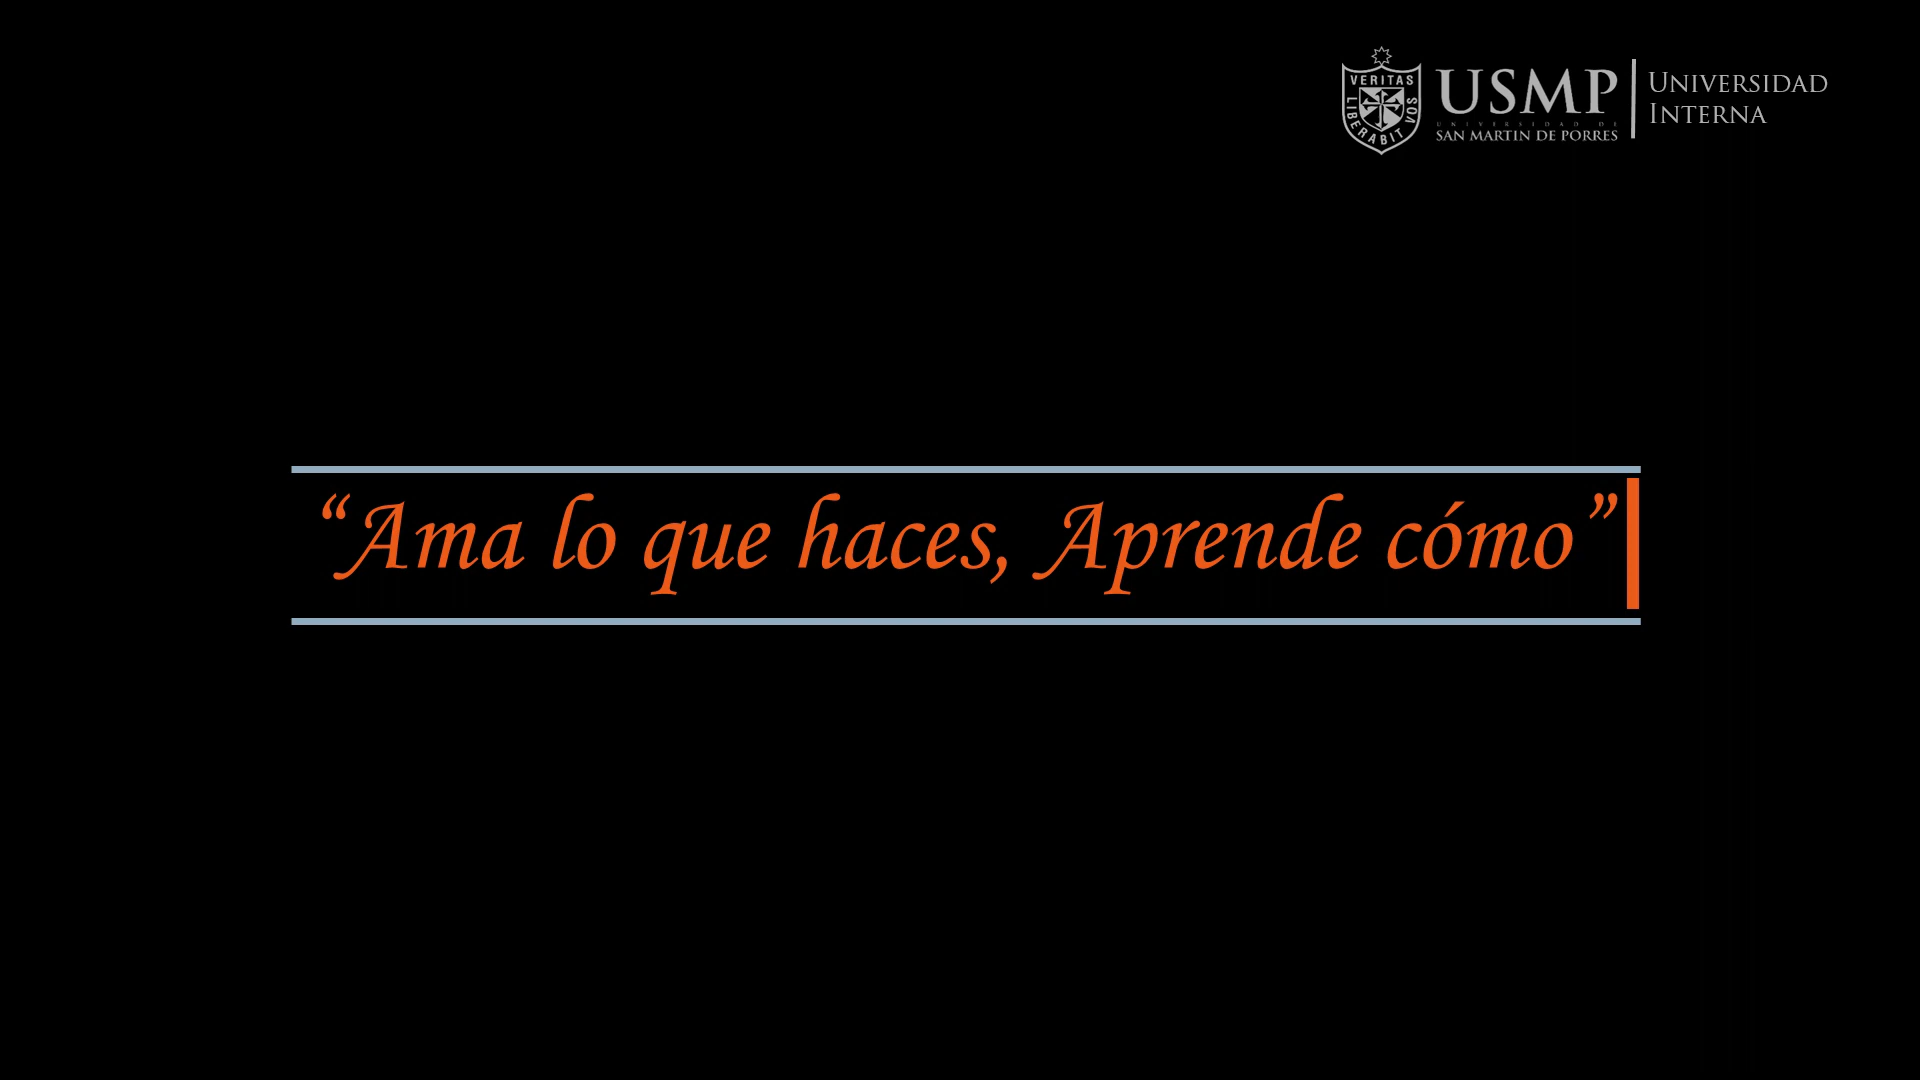 VERITAS
LIBERABIT VOS
USMP
UNIVERSIDAD DE
SAN MARTIN DE PORRES
UNIVERSIDAD
INTERNA
“Ama lo que haces, Aprende cómo”